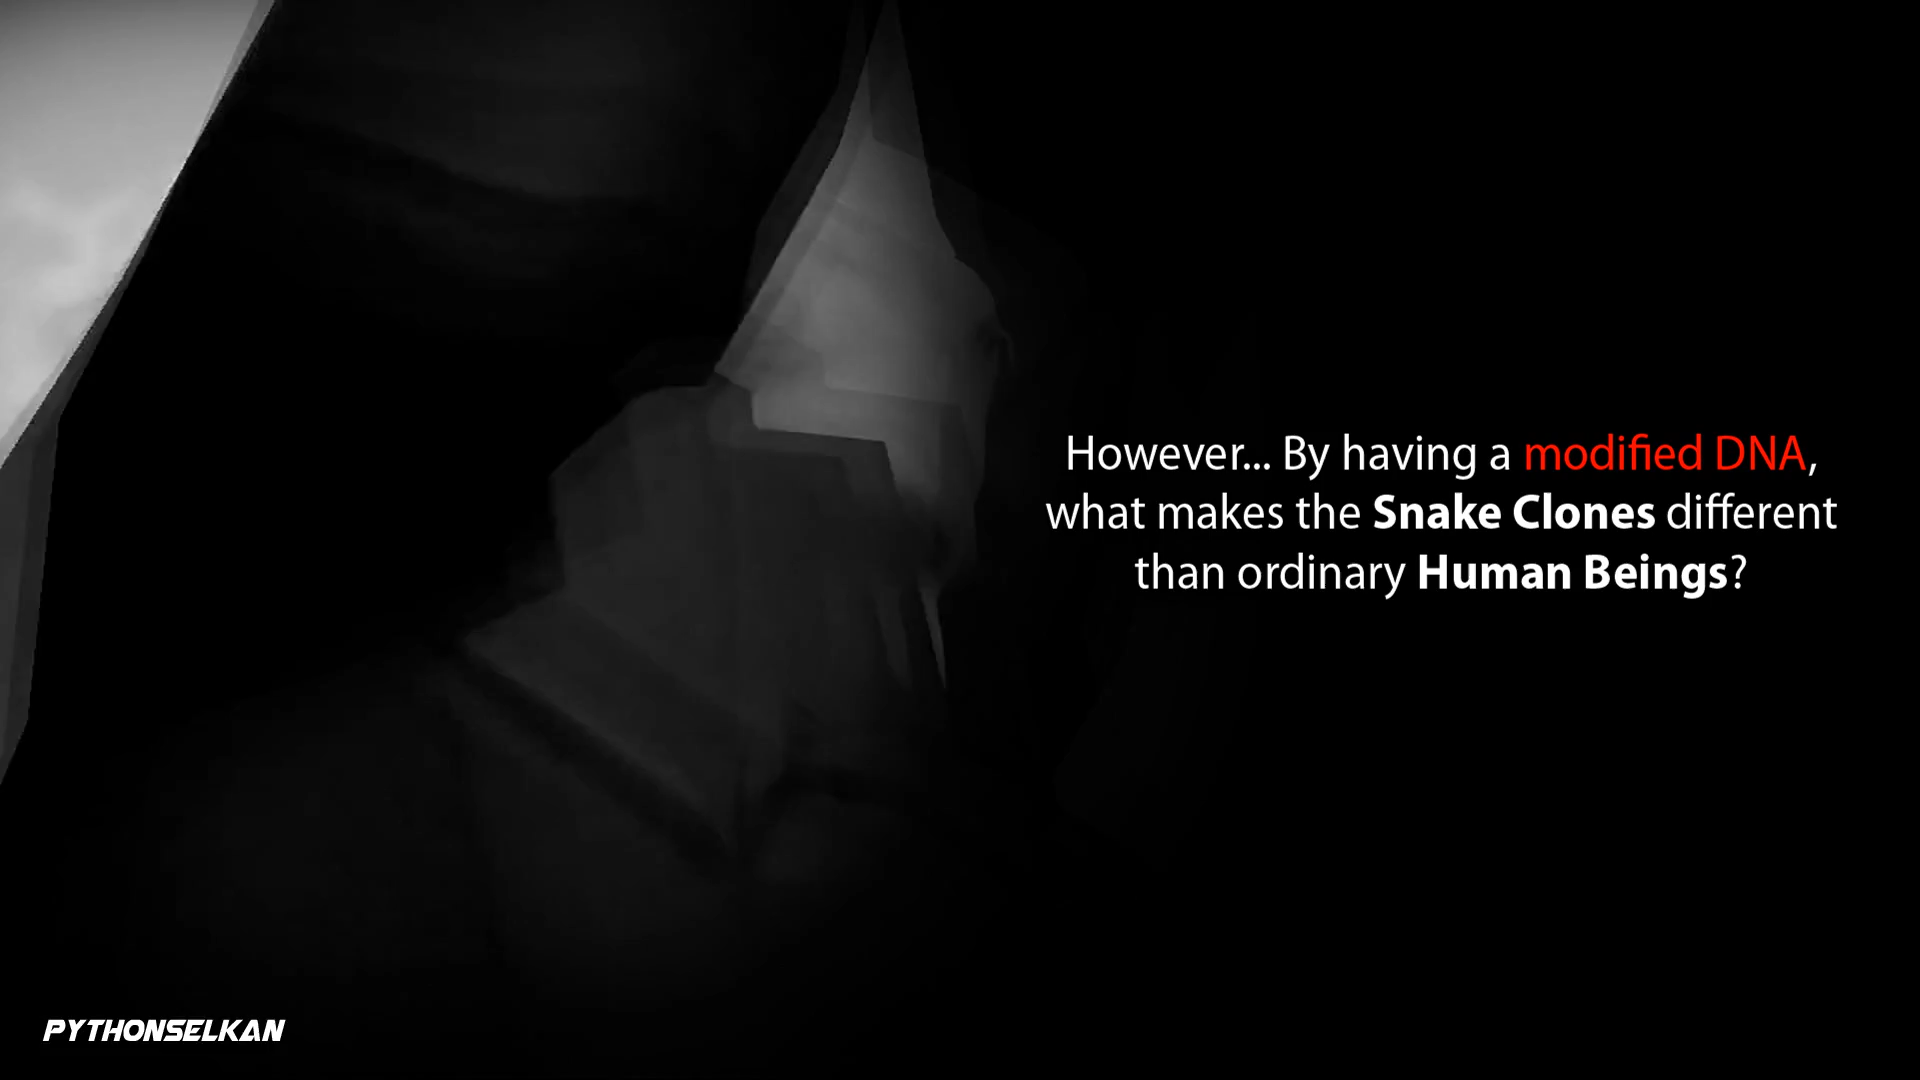 However... By having a modified DNA,
what makes the Snake Clones different
than ordinary Human Beings?
PYTHONSELKAN